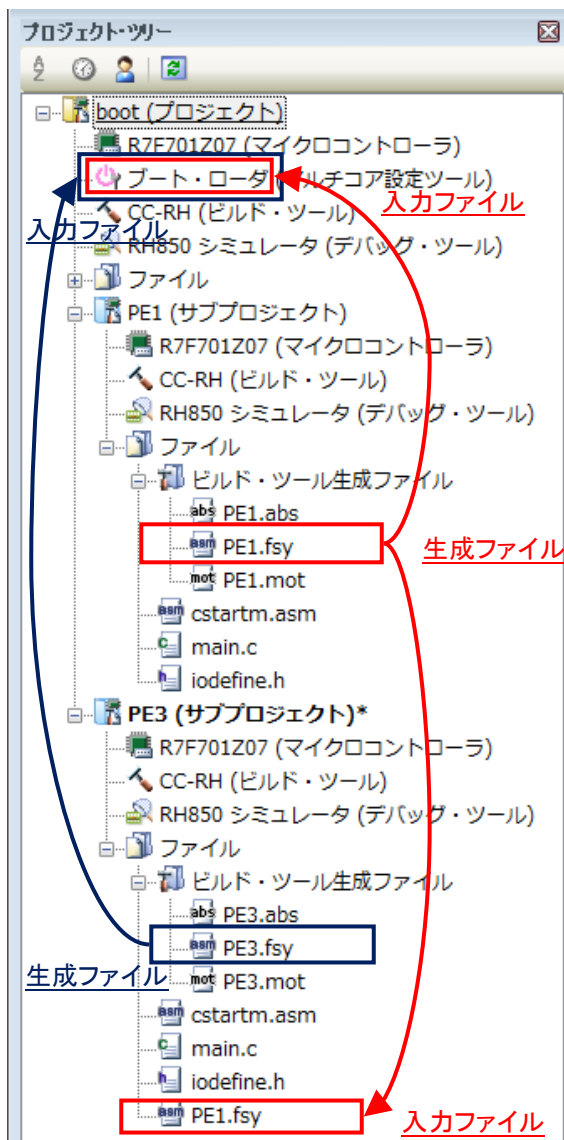 プロジェクト・ツリー
boot (プロジェクト)
R7F701Z07 (マイクロコントローラ)
ブート・ローダ (マルチコア設定ツール)
入力ファイル
CC-RH (ビルド・ツール)
入力ファイル
RH850 シミュレータ (デバッグ・ツール)
ファイル
PE1 (サブプロジェクト)
R7F701Z07 (マイクロコントローラ)
CC-RH (ビルド・ツール)
RH850 シミュレータ (デバッグ・ツール)
ファイル
ビルド・ツール生成ファイル
abs PE1.abs
asm PE1.fsy
生成ファイル
mot PE1.mot
asm cstartm.asm
c main.c
h iodefine.h
PE3 (サブプロジェクト)*
R7F701Z07 (マイクロコントローラ)
CC-RH (ビルド・ツール)
RH850 シミュレータ (デバッグ・ツール)
ファイル
ビルド・ツール生成ファイル
abs PE3.abs
asm PE3.fsy
生成ファイル
mot PE3.mot
asm cstartm.asm
c main.c
h iodefine.h
asm PE1.fsy
入力ファイル